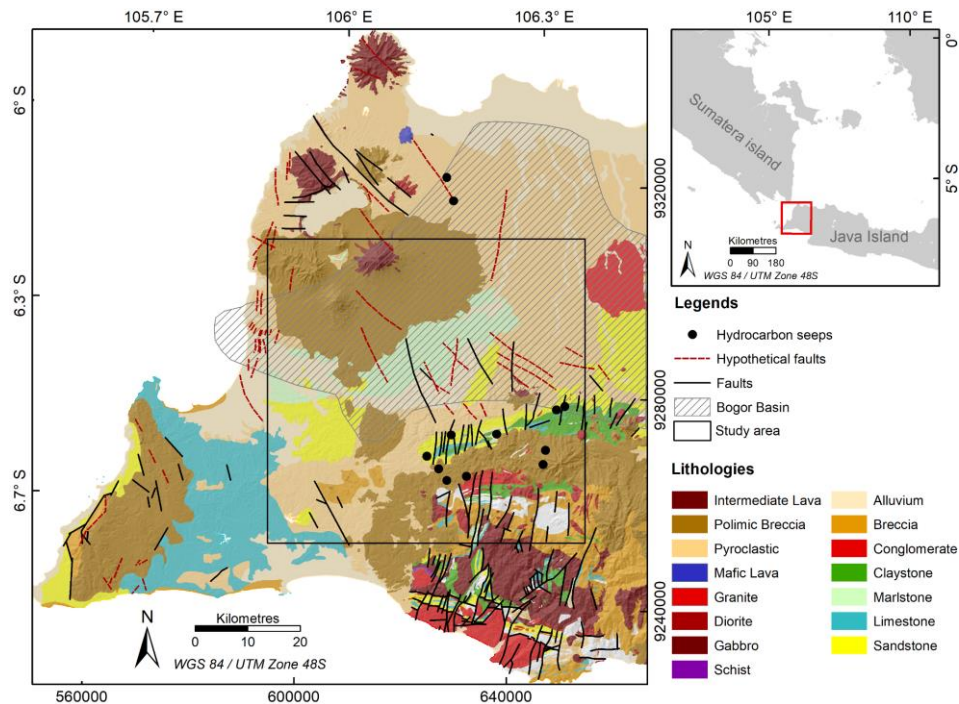 105.7° E
106° E
106.3° E
105° E
110° E
6° S
6.3° S
6.7° S
9320000
9280000
9240000
560000
600000
640000
N
Kilometres
0 10 20
WGS 84 / UTM Zone 48S
0°
5° S
Sumatera island
Java Island
N
Kilometres
0 90 180
WGS 84 / UTM Zone 48S
Legends
Hydrocarbon seeps
Hypothetical faults
Faults
Bogor Basin
Study area
Lithologies
Intermediate Lava
Polimic Breccia
Pyroclastic
Mafic Lava
Granite
Diorite
Gabbro
Schist
Alluvium
Breccia
Conglomerate
Claystone
Marlstone
Limestone
Sandstone